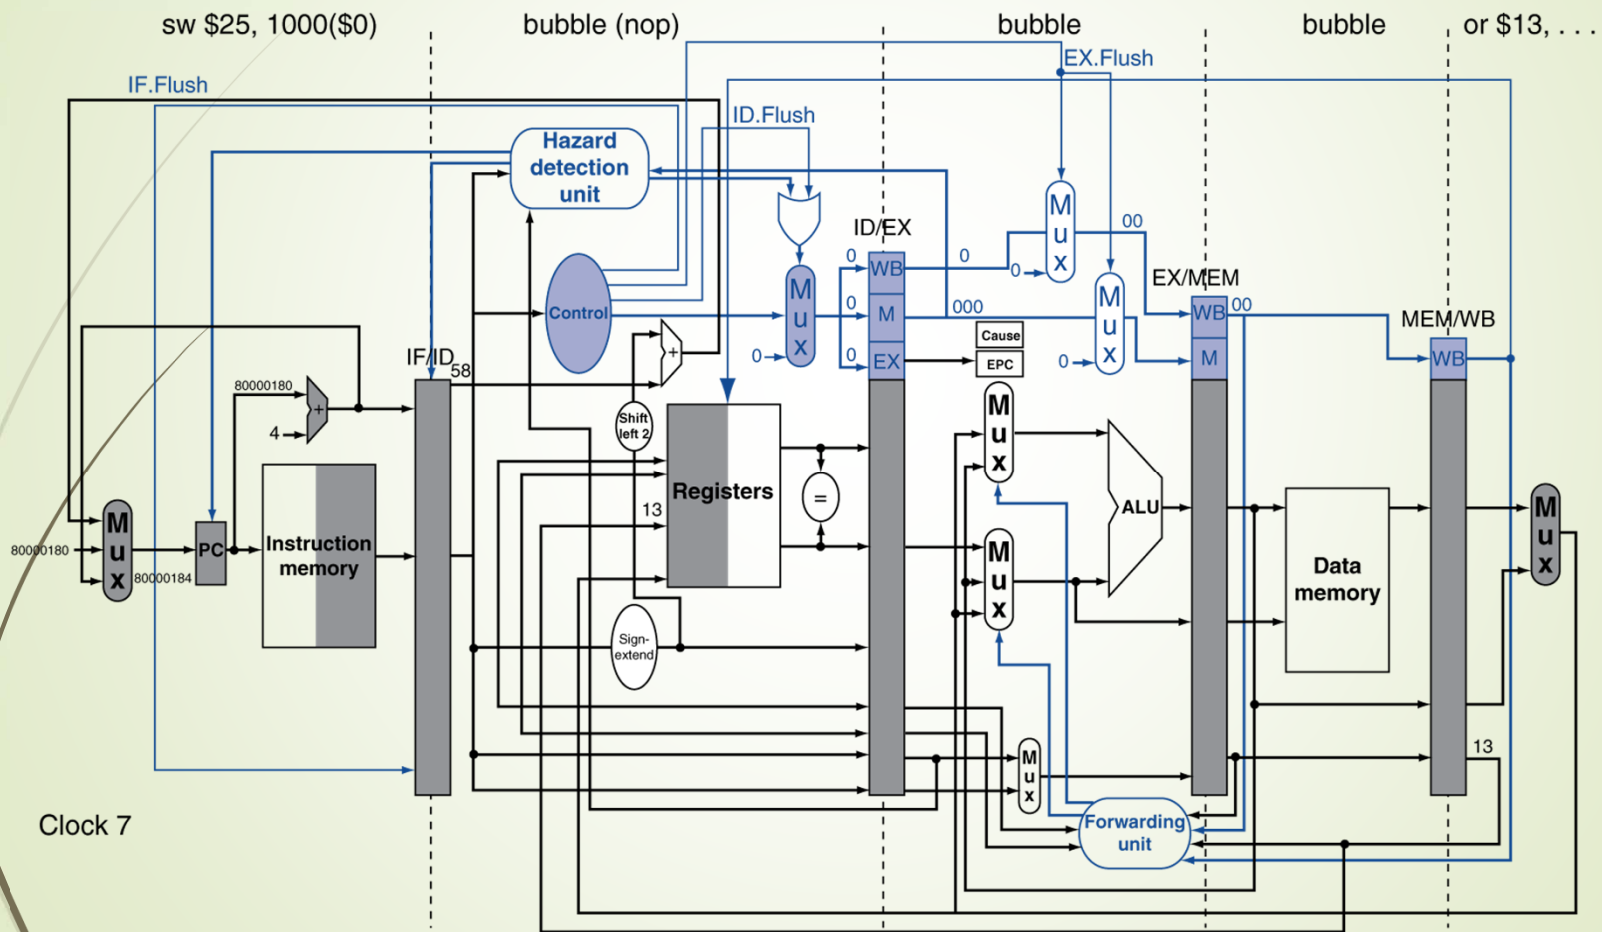 sw $25, 1000($0)
bubble (nop)
bubble
bubble
or $13, . . .
EX.Flush
IF.Flush
ID.Flush
Hazard
detection
unit
M
u
x
00
ID/EX
0
WB
0
0
EX/MEM
M
u
x
M
u
x
0
M
000
WB
00
Control
Cause
MEM/WB
+
0
0
EX
EPC
0
M
WB
IF/ID
58
80000180
+
4
Shift
left 2
M
u
x
Registers
=
ALU
13
M
u
x
80000180
80000184
PC
Instruction
memory
M
u
x
Data
memory
M
u
x
Sign-
extend
M
u
x
13
Clock 7
Forwarding
unit